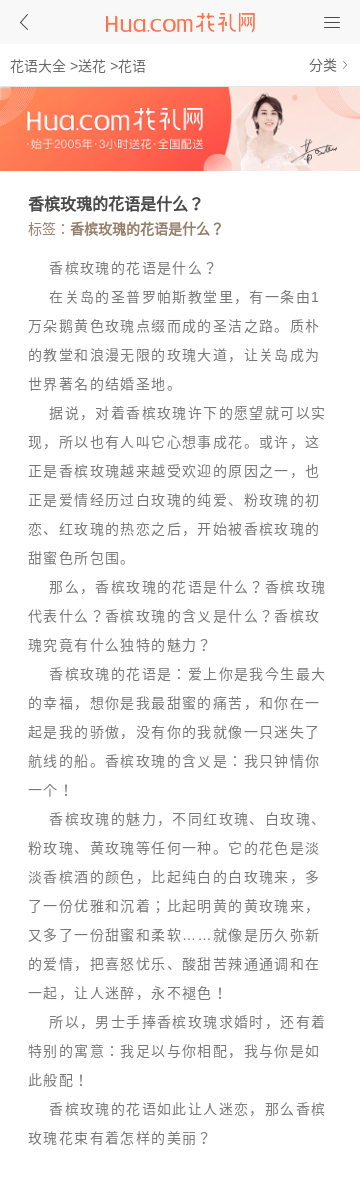 Hua.com花礼网
花语大全 >送花 >花语
分类
Hua.com花礼网
·始于2005年·3小时送花·全国配送
香槟玫瑰的花语是什么？
标签：香槟玫瑰的花语是什么？
香槟玫瑰的花语是什么？
在关岛的圣普罗帕斯教堂里，有一条由1
万朵鹅黄色玫瑰点缀而成的圣洁之路。质朴
的教堂和浪漫无限的玫瑰大道，让关岛成为
世界著名的结婚圣地。
据说，对着香槟玫瑰许下的愿望就可以实
现，所以也有人叫它心想事成花。或许，这
正是香槟玫瑰越来越受欢迎的原因之一，也
正是爱情经历过白玫瑰的纯爱、粉玫瑰的初
恋、红玫瑰的热恋之后，开始被香槟玫瑰的
甜蜜色所包围。
那么，香槟玫瑰的花语是什么？香槟玫瑰
代表什么？香槟玫瑰的含义是什么？香槟玫
瑰究竟有什么独特的魅力？
香槟玫瑰的花语是：爱上你是我今生最大
的幸福，想你是我最甜蜜的痛苦，和你在一
起是我的骄傲，没有你的我就像一只迷失了
航线的船。香槟玫瑰的含义是：我只钟情你
一个！
香槟玫瑰的魅力，不同红玫瑰、白玫瑰、
粉玫瑰、黄玫瑰等任何一种。它的花色是淡
淡香槟酒的颜色，比起纯白的白玫瑰来，多
了一份优雅和沉着；比起明黄的黄玫瑰来，
又多了一份甜蜜和柔软……就像是历久弥新
的爱情，把喜怒忧乐、酸甜苦辣通通调和在
一起，让人迷醉，永不褪色！
所以，男士手捧香槟玫瑰求婚时，还有着
特别的寓意：我足以与你相配，我与你是如
此般配！
香槟玫瑰的花语如此让人迷恋，那么香槟
玫瑰花束有着怎样的美丽？